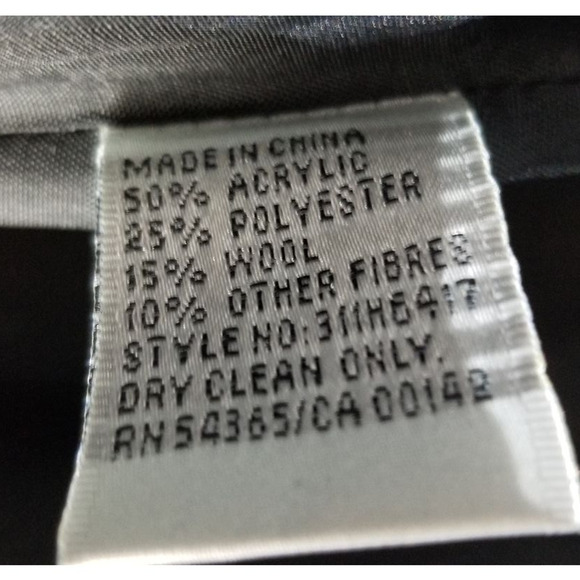 MADE IN CHINA
50% ACRYLIC
25% POLYESTER
15% WOOL
10% OTHER FIBRES
STYLE NO: 311H6417
DRY CLEAN ONLY.
RN 54365/CA 00142